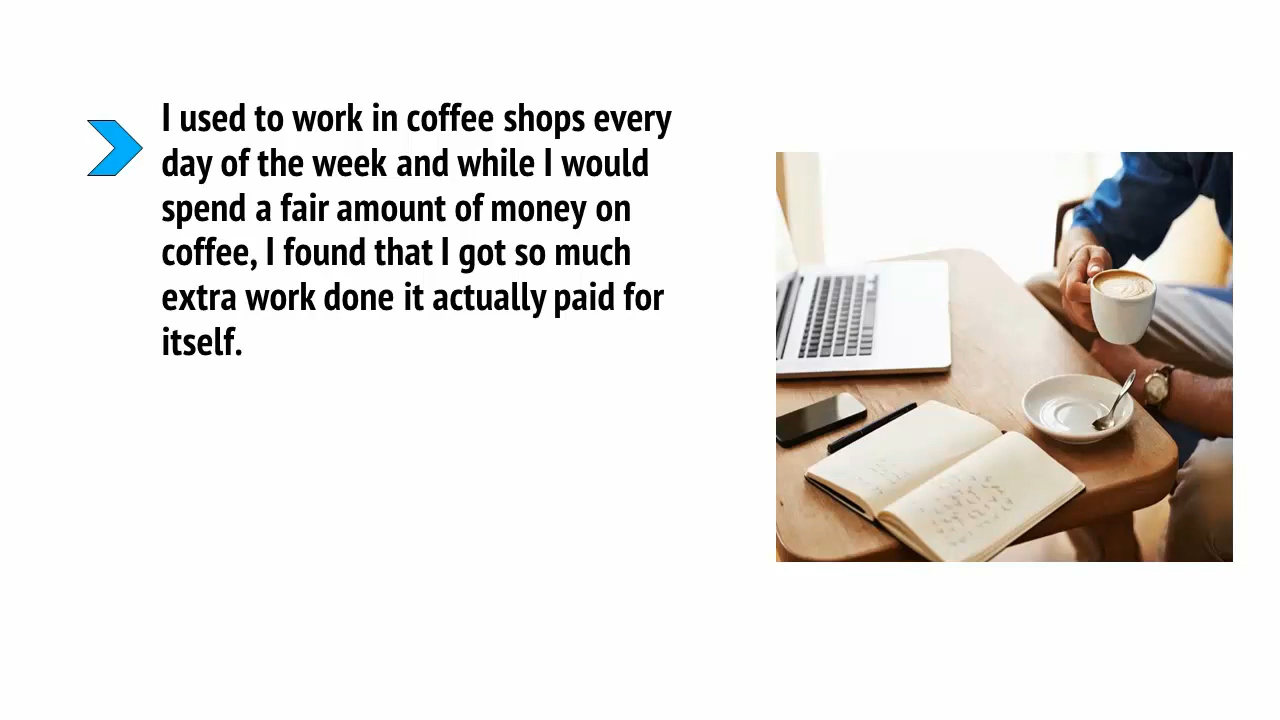 I used to work in coffee shops every
day of the week and while I would
spend a fair amount of money on
coffee, I found that I got so much
extra work done it actually paid for
itself.